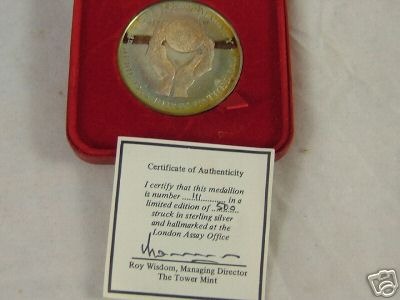 Certificate of Authenticity
I certify that this medallion
is number 111 in a
limited edition of 500
struck in sterling silver
and hallmarked at the
London Assay Office
Roy Wisdom, Managing Director
The Tower Mint